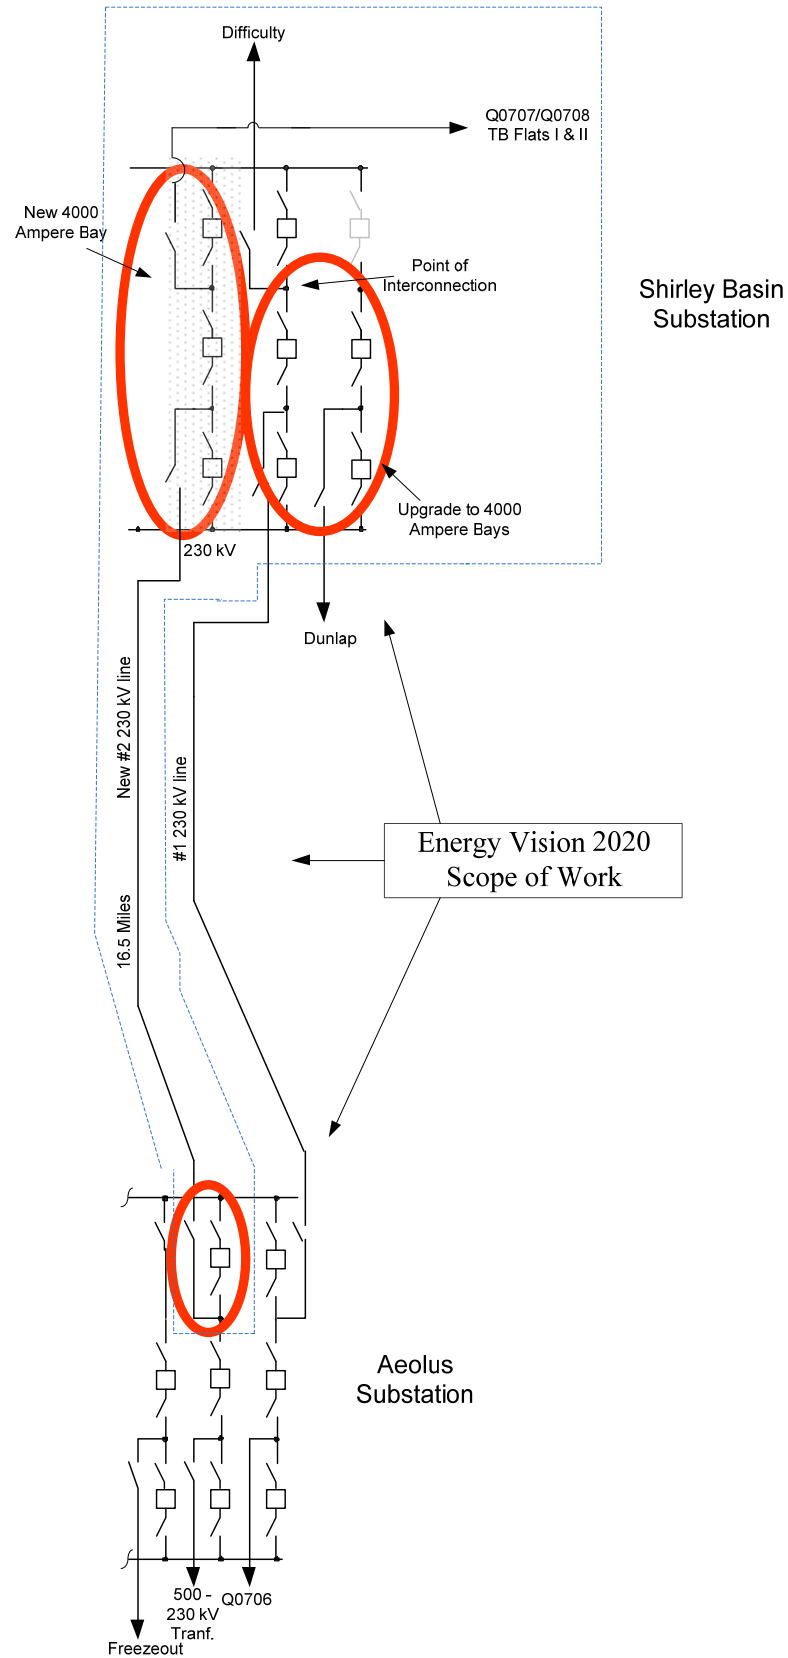 Difficulty
Q0707/Q0708
TB Flats I & II
New 4000
Ampere Bay
Point of
Interconnection
Shirley Basin
Substation
Upgrade to 4000
Ampere Bays
230 kV
Dunlap
New #2 230 kV line
#1 230 kV line
16.5 Miles
Energy Vision 2020
Scope of Work
Aeolus
Substation
500 -
230 kV
Tranf.
Q0706
Freezeout